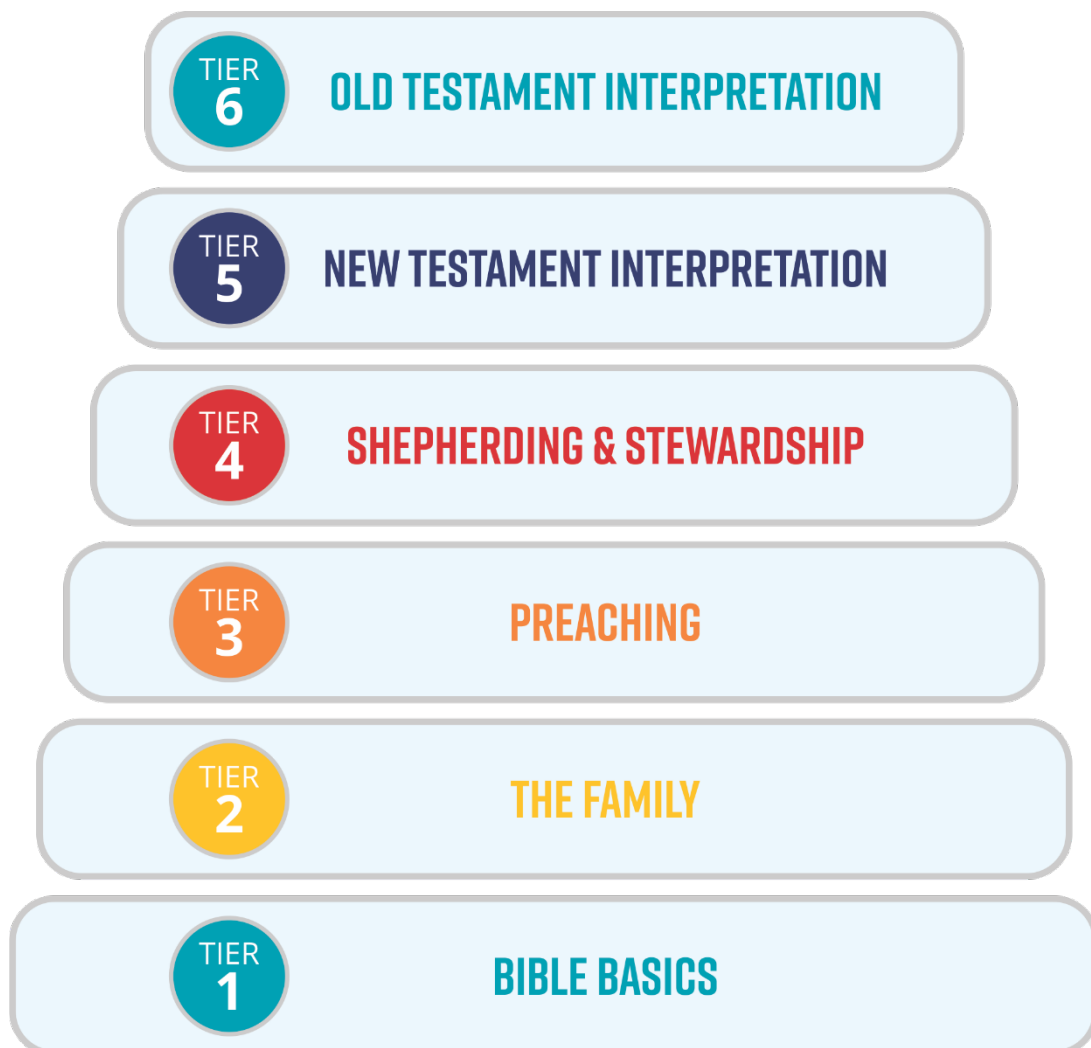 TIER
6
OLD TESTAMENT INTERPRETATION
TIER
5
NEW TESTAMENT INTERPRETATION
TIER
4
SHEPHERDING & STEWARDSHIP
TIER
3
PREACHING
TIER
2
THE FAMILY
TIER
1
BIBLE BASICS